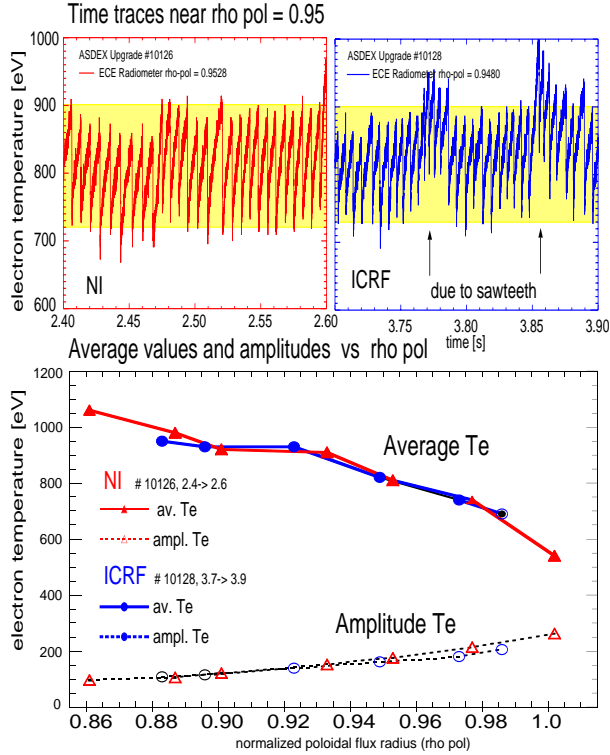 Time traces near rho pol = 0.95
electron temperature [eV]
1000
900
800
700
600
ASDEX Upgrade #10126
ECE Radiometer rho-pol = 0.9528
NI
2.40 2.45 2.50 2.55 2.60
ASDEX Upgrade #10128
ECE Radiometer rho-pol = 0.9480
ICRF
due to sawteeth
3.75 3.80 3.85 3.90
time [s]
Average values and amplitudes vs rho pol
electron temperature [eV]
1200
1000
800
600
400
200
0
Average Te
NI # 10126, 2.4-> 2.6
av. Te
ampl. Te
ICRF # 10128, 3.7-> 3.9
av. Te
ampl. Te
Amplitude Te
0.86 0.88 0.90 0.92 0.94 0.96 0.98 1.0
normalized poloidal flux radius (rho pol)